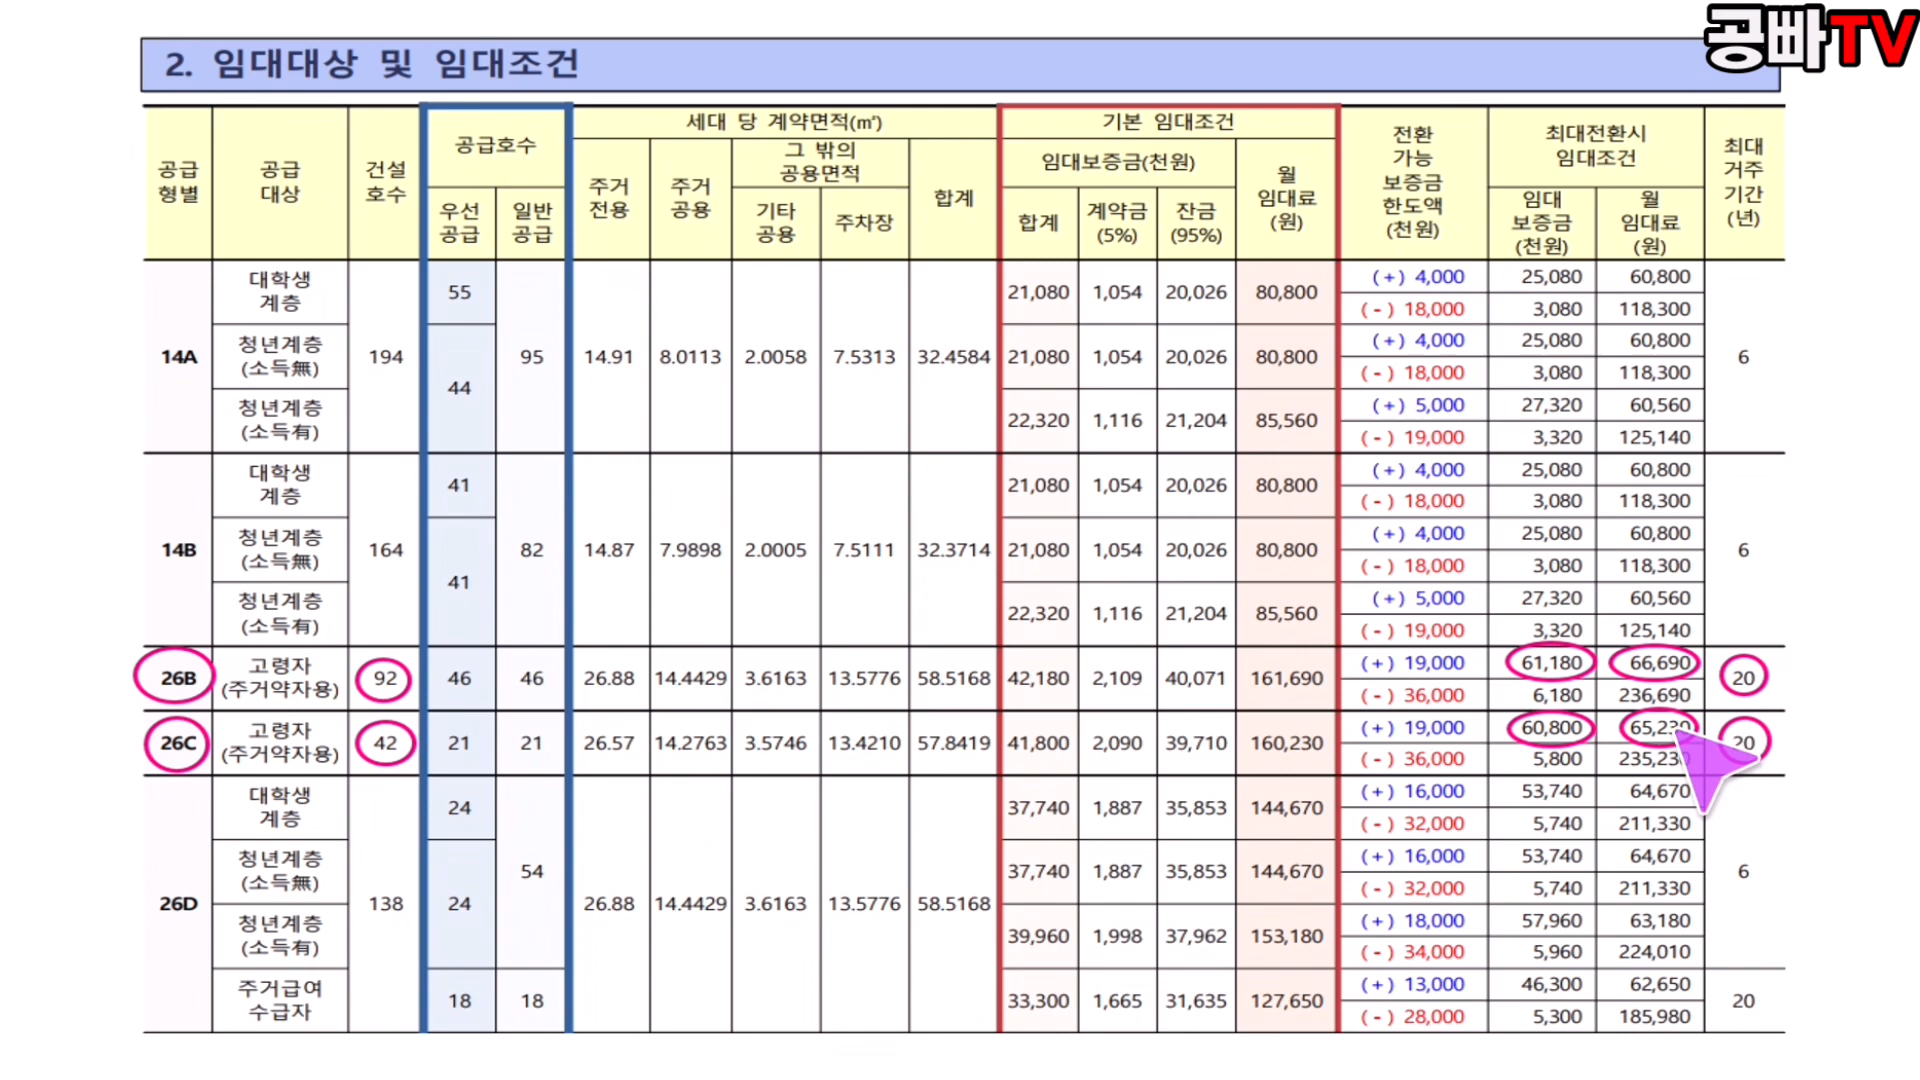 공빠TV
2. 임대대상 및 임대조건
공급
형별
공급
대상
건설
호수
공급호수
우선
공급
일반
공급
세대 당 계약면적(㎡)
주거
전용
주거
공용
그 밖의
공용면적
기타
공용
주차장
합계
기본 임대조건
임대보증금(천원)
합계
계약금
(5%)
잔금
(95%)
월
임대료
(원)
전환
가능
보증금
한도액
(천원)
최대전환시
임대조건
임대
보증금
(천원)
월
임대료
(원)
최대
거주
기간
(년)
14A
대학생
계층
194
55
95
14.91 8.0113 2.0058 7.5313 32.4584
21,080 1,054 20,026 80,800
(+) 4,000 25,080 60,800
(-) 18,000 3,080 118,300
6
청년계층
(소득無)
44
21,080 1,054 20,026 80,800
(+) 4,000 25,080 60,800
(-) 18,000 3,080 118,300
청년계층
(소득有)
22,320 1,116 21,204 85,560
(+) 5,000 27,320 60,560
(-) 19,000 3,320 125,140
14B
대학생
계층
164
41
82
14.87 7.9898 2.0005 7.5111 32.3714
21,080 1,054 20,026 80,800
(+) 4,000 25,080 60,800
(-) 18,000 3,080 118,300
6
청년계층
(소득無)
41
21,080 1,054 20,026 80,800
(+) 4,000 25,080 60,800
(-) 18,000 3,080 118,300
청년계층
(소득有)
22,320 1,116 21,204 85,560
(+) 5,000 27,320 60,560
(-) 19,000 3,320 125,140
26B
고령자
(주거약자용)
92 46 46 26.88 14.4429 3.6163 13.5776 58.5168 42,180 2,109 40,071 161,690
(+) 19,000 61,180 66,690
(-) 36,000 6,180 236,690
20
26C
고령자
(주거약자용)
42 21 21 26.57 14.2763 3.5746 13.4210 57.8419 41,800 2,090 39,710 160,230
(+) 19,000 60,800 65,230
(-) 36,000 5,800 235,230
20
26D
대학생
계층
138
24
54
26.88 14.4429 3.6163 13.5776 58.5168
37,740 1,887 35,853 144,670
(+) 16,000 53,740 64,670
(-) 32,000 5,740 211,330
6
청년계층
(소득無)
24
37,740 1,887 35,853 144,670
(+) 16,000 53,740 64,670
(-) 32,000 5,740 211,330
청년계층
(소득有)
39,960 1,998 37,962 153,180
(+) 18,000 57,960 63,180
(-) 34,000 5,960 224,010
주거급여
수급자
18 18 33,300 1,665 31,635 127,650
(+) 13,000 46,300 62,650
(-) 28,000 5,300 185,980
20